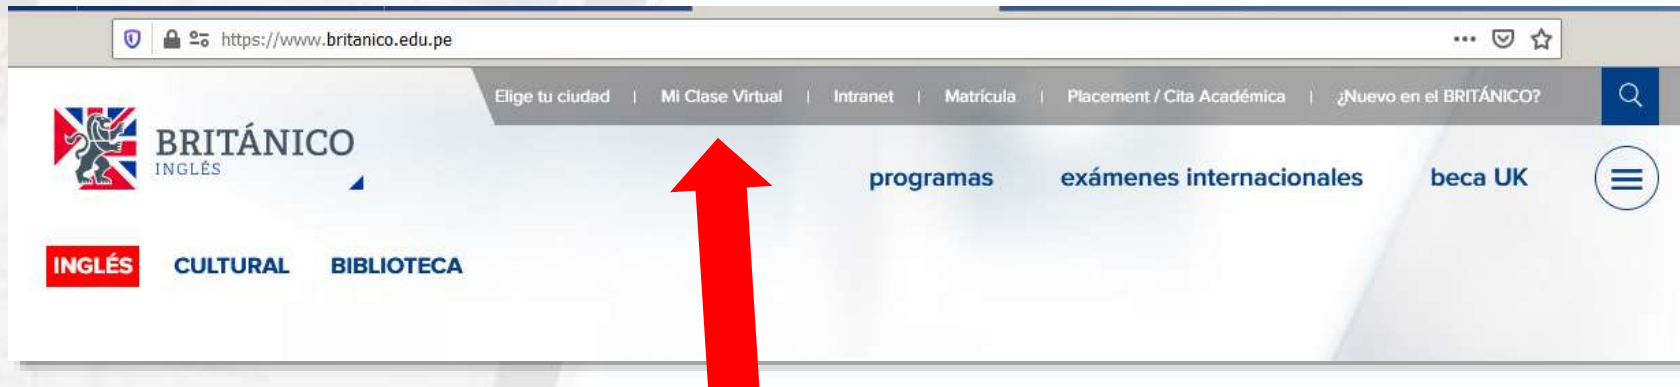 https://www.britanico.edu.pe
Elige tu ciudad | Mi Clase Virtual | Intranet | Matrícula | Placement / Cita Académica | ¿Nuevo en el BRITÁNICO?
BRITÁNICO
INGLÉS
programas exámenes internacionales beca UK
INGLÉS CULTURAL BIBLIOTECA